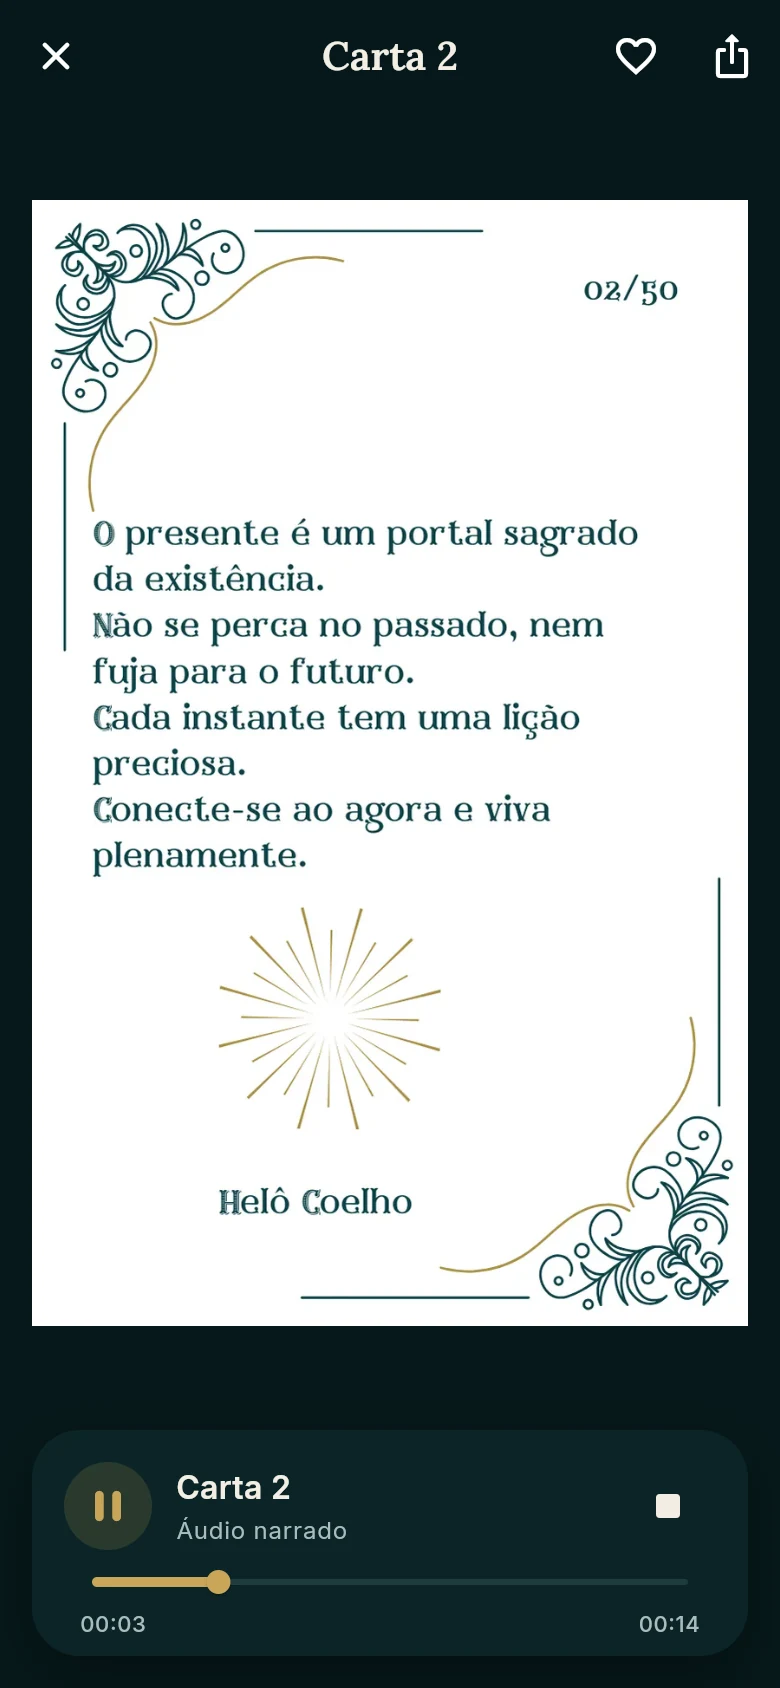 Carta 2
02/50
O presente é um portal sagrado
da existência.
Não se perca no passado, nem
fuja para o futuro.
Cada instante tem uma lição
preciosa.
Conecte-se ao agora e viva
plenamente.
Helô Coelho
Carta 2
Áudio narrado
00:03
00:14